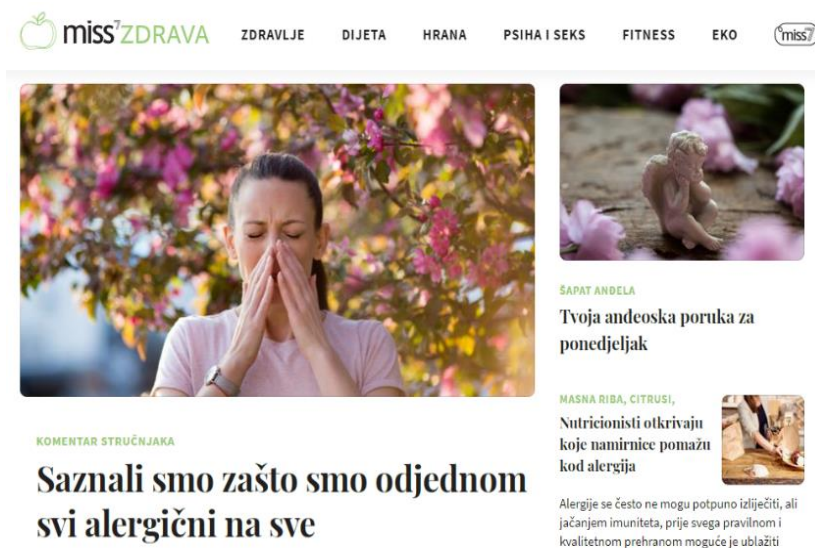 miss7ZDRAVA
ZDRAVLJE DIJETA HRANA PSIHA I SEKS FITNESS EKO miss7
KOMENTAR STRUČNJAKA
Saznali smo zašto smo odjednom
svi alergični na sve
ŠAPAT ANĐELA
Tvoja anđeoska poruka za
ponedjeljak
MASNA RIBA, CITRUSI,
Nutricionisti otkrivaju
koje namirnice pomažu
kod alergija
Alergije se često ne mogu potpuno izliječiti, ali
jačanjem imuniteta, prije svega pravilnom i
kvalitetnom prehranom moguće je ublažiti